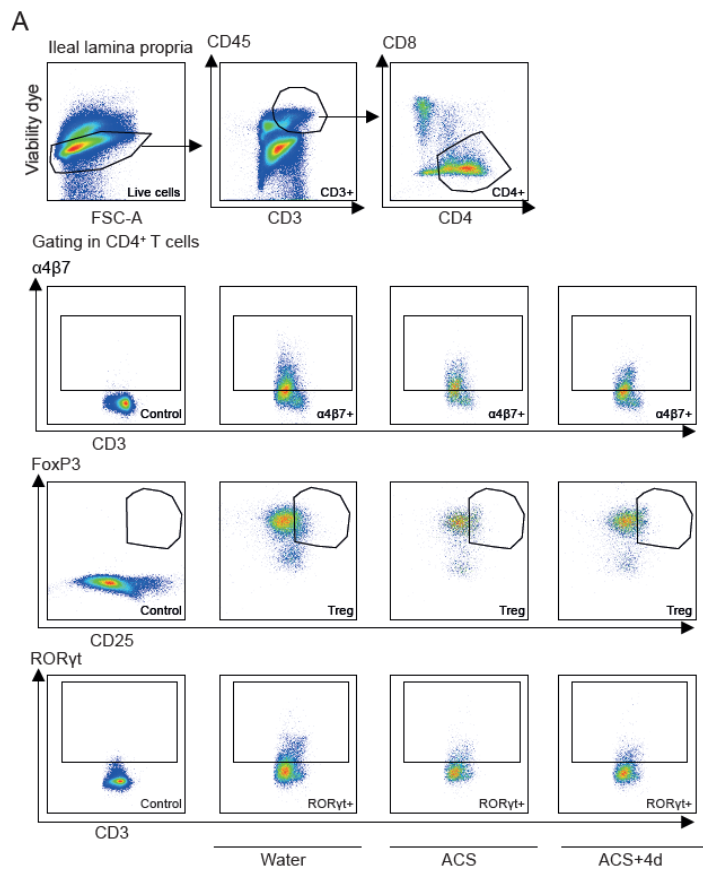 A
Ileal lamina propria
CD45
CD8
Viability dye
Live cells
CD3+
CD4+
FSC-A
CD3
CD4
Gating in CD4⁺ T cells
α4β7
Control
α4β7+
α4β7+
α4β7+
CD3
FoxP3
Control
Treg
Treg
Treg
CD25
RORγt
Control
RORγt+
RORγt+
RORγt+
CD3
Water
ACS
ACS+4d